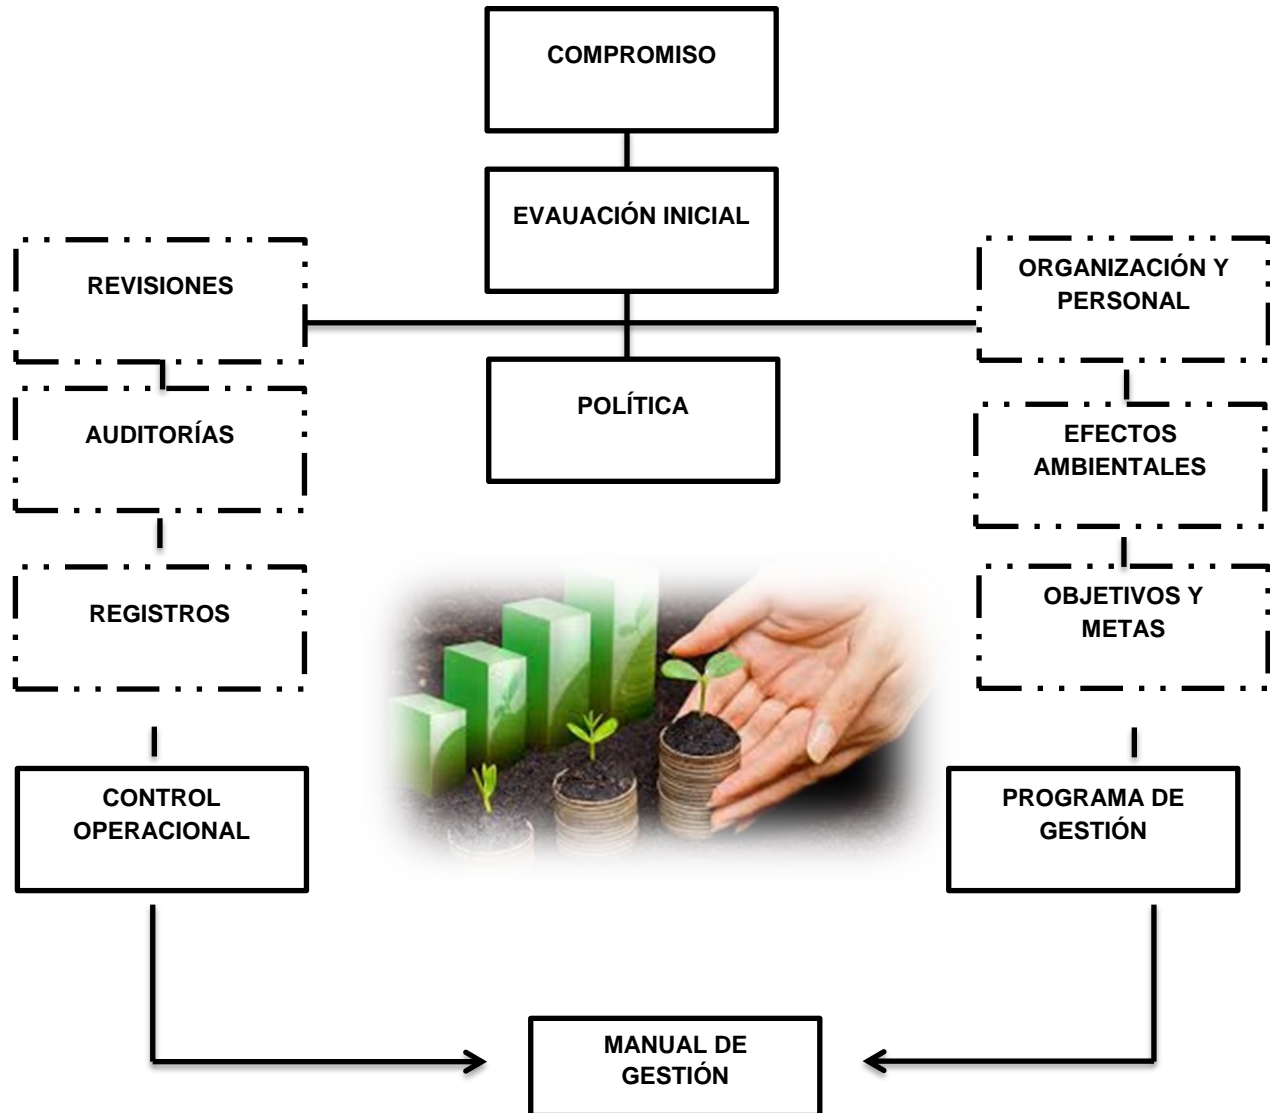 COMPROMISO
EVAUACIÓN INICIAL
REVISIONES
ORGANIZACIÓN Y
PERSONAL
POLÍTICA
AUDITORÍAS
EFECTOS
AMBIENTALES
REGISTROS
OBJETIVOS Y
METAS
CONTROL
OPERACIONAL
PROGRAMA DE
GESTIÓN
MANUAL DE
GESTIÓN